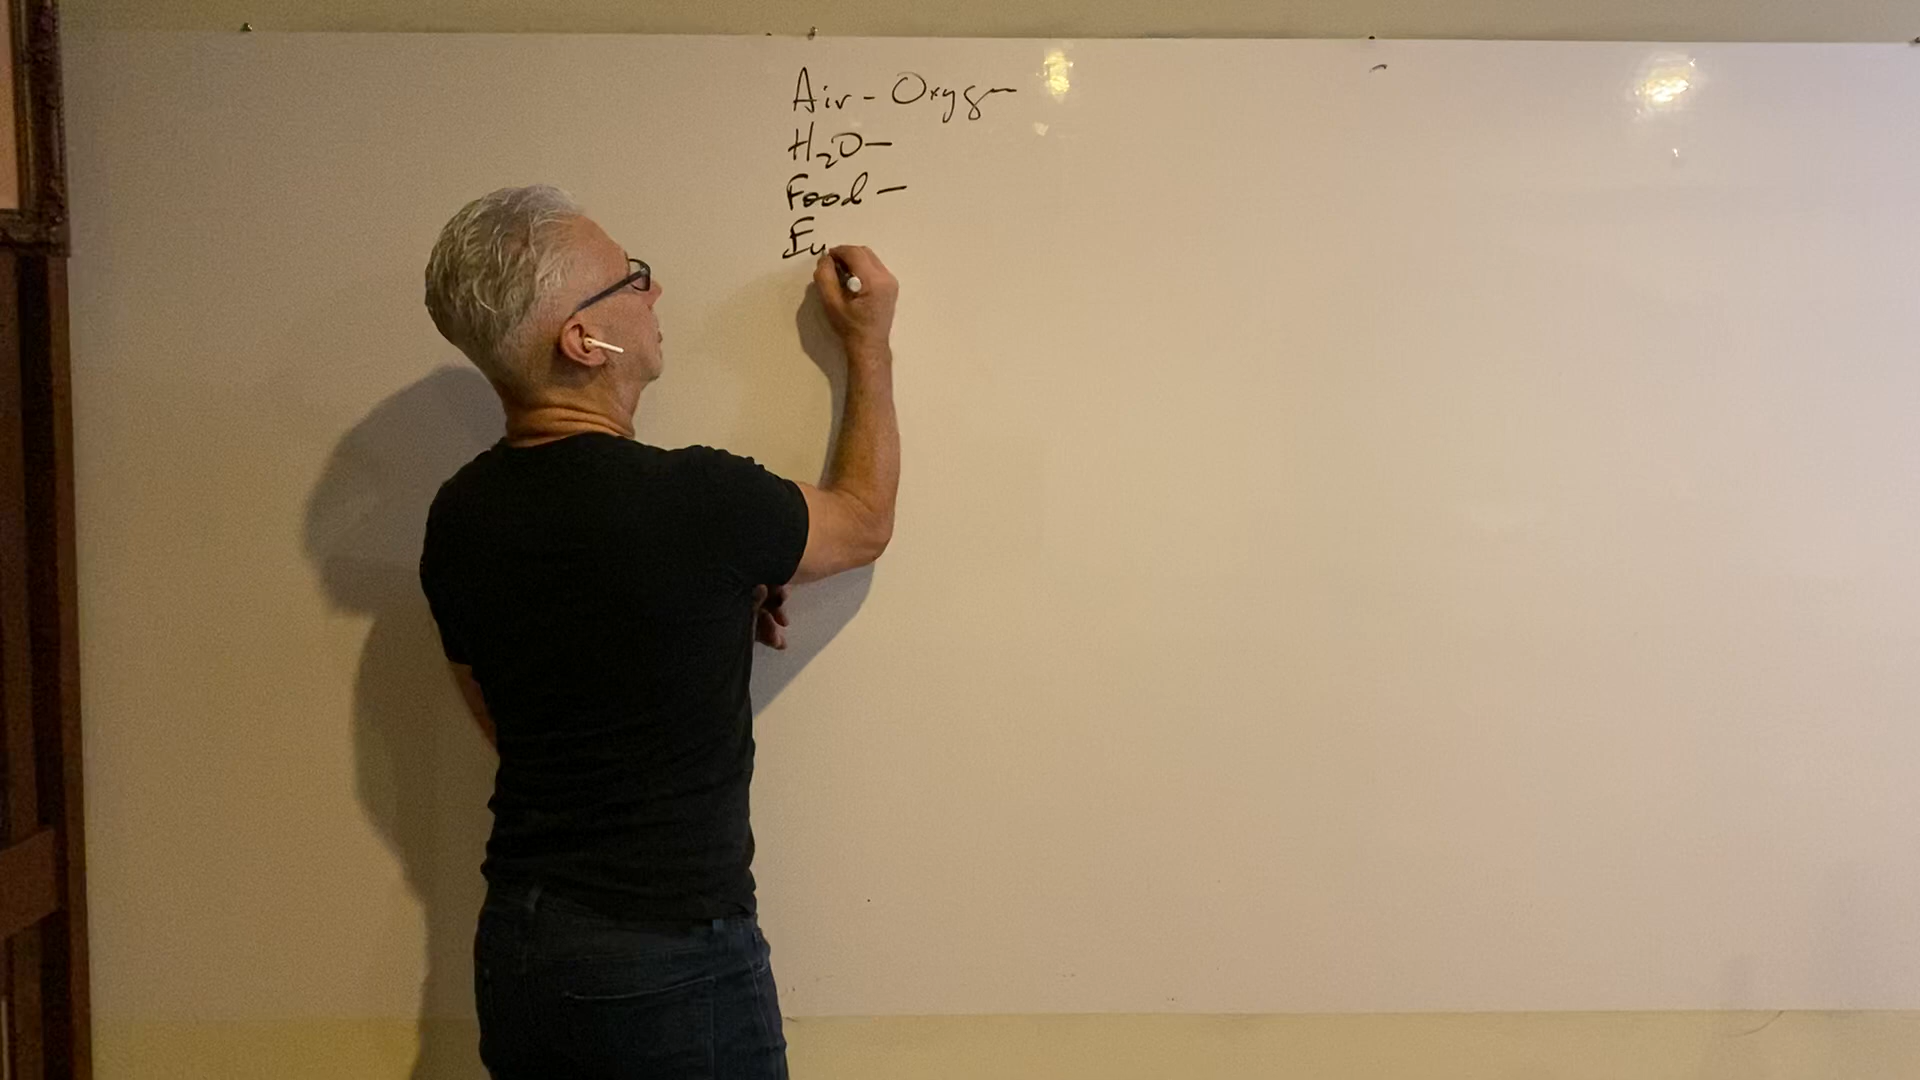 Air - Oxygen
H₂O -
Food -